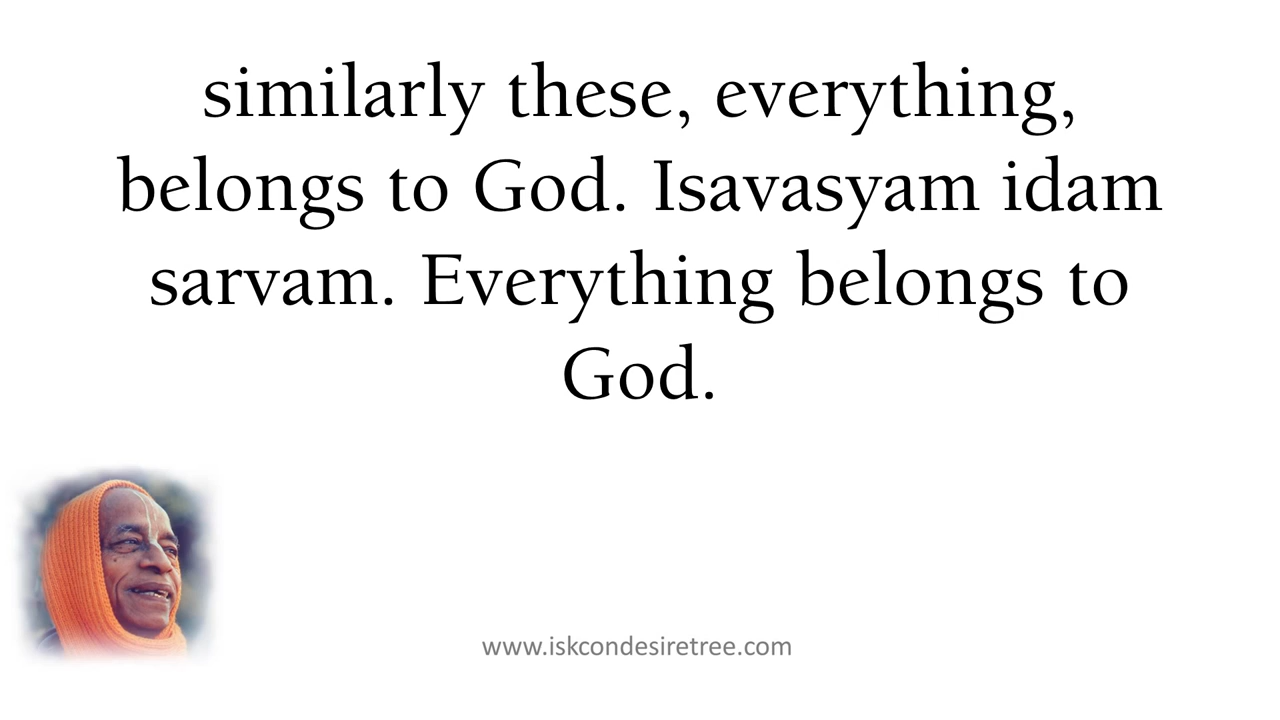 similarly these, everything,
belongs to God. Isavasyam idam
sarvam. Everything belongs to
God.
www.iskcondesiretree.com